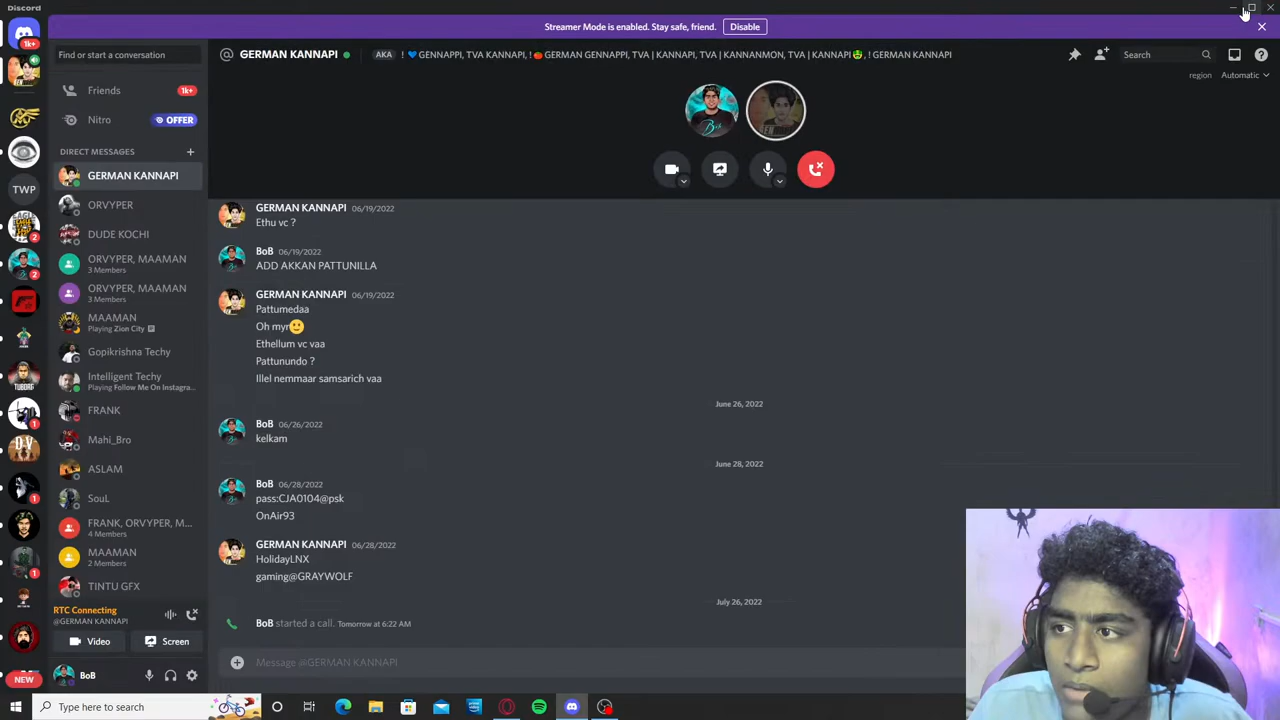 Discord
Streamer Mode is enabled. Stay safe, friend. Disable
1k+
Find or start a conversation
@ GERMAN KANNAPI AKA ! 💙GENNAPPI, TVA KANNAPI, ! 🍅GERMAN GENNAPPI, TVA | KANNAPI, TVA | KANNANMON, TVA | KANNAPI🤮, ! GERMAN KANNAPI
Search
region Automatic
Friends 1k+
Nitro OFFER
DIRECT MESSAGES +
GERMAN KANNAPI
ORVYPER
DUDE KOCHI
ORVYPER, MAAMAN
3 Members
ORVYPER, MAAMAN
3 Members
MAAMAN
Playing Zion City
Gopikrishna Techy
Intelligent Techy
Playing Follow Me On Instagra...
FRANK
Mahi_Bro
ASLAM
SouL
FRANK, ORVYPER, M...
4 Members
MAAMAN
2 Members
TINTU GFX
RTC Connecting
@GERMAN KANNAPI
Video Screen
BoB
TWP
2
2
1
1
1
NEW
GERMAN KANNAPI 06/19/2022
Ethu vc ?
BoB 06/19/2022
ADD AKKAN PATTUNILLA
GERMAN KANNAPI 06/19/2022
Pattumedaa
Oh myr🙂
Ethellum vc vaa
Pattunundo ?
Illel nemmaar samsarich vaa
June 26, 2022
BoB 06/26/2022
kelkam
June 28, 2022
BoB 06/28/2022
pass:CJA0104@psk
OnAir93
GERMAN KANNAPI 06/28/2022
HolidayLNX
gaming@GRAYWOLF
July 26, 2022
BoB started a call. Tomorrow at 6:22 AM
Message @GERMAN KANNAPI
Type here to search